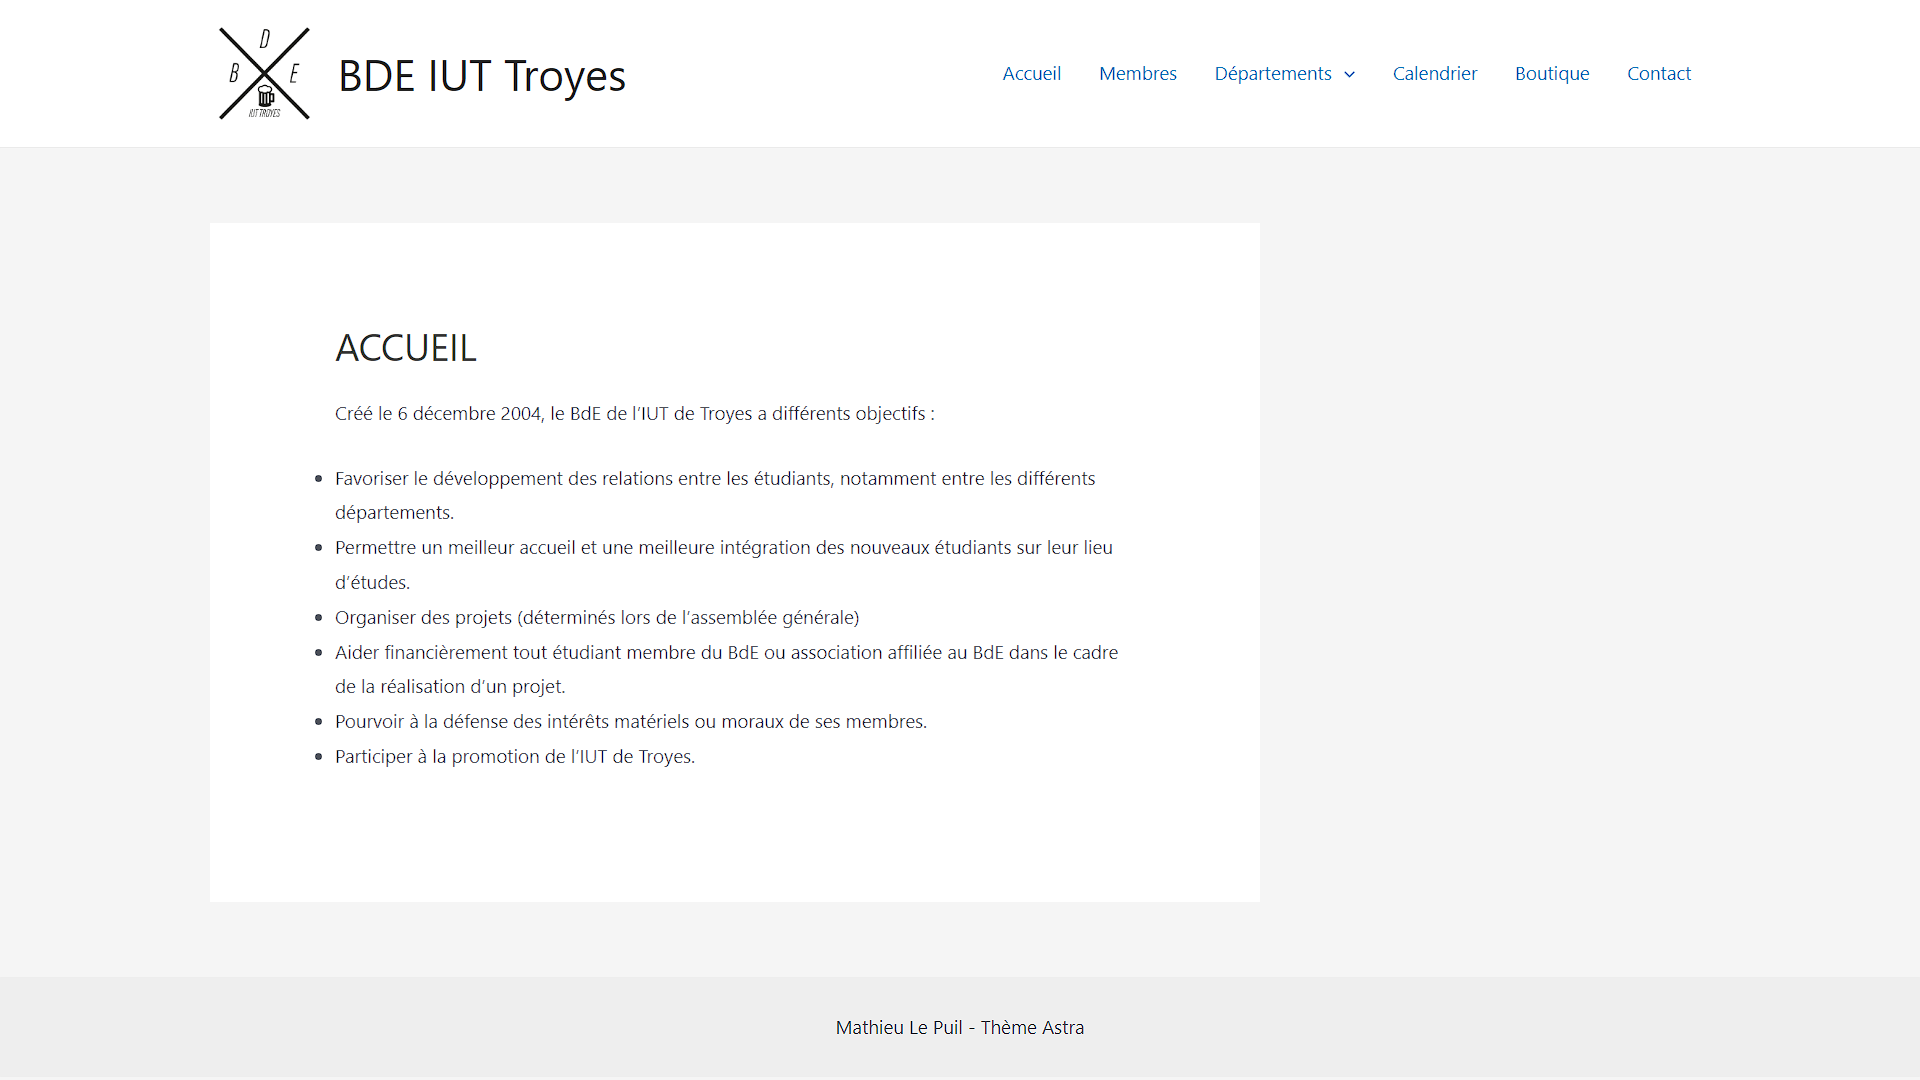 D
B E
IUT TROYES
BDE IUT Troyes
Accueil Membres Départements Calendrier Boutique Contact
ACCUEIL
Créé le 6 décembre 2004, le BdE de l’IUT de Troyes a différents objectifs :
Favoriser le développement des relations entre les étudiants, notamment entre les différents
départements.
Permettre un meilleur accueil et une meilleure intégration des nouveaux étudiants sur leur lieu
d’études.
Organiser des projets (déterminés lors de l’assemblée générale)
Aider financièrement tout étudiant membre du BdE ou association affiliée au BdE dans le cadre
de la réalisation d’un projet.
Pourvoir à la défense des intérêts matériels ou moraux de ses membres.
Participer à la promotion de l’IUT de Troyes.
Mathieu Le Puil - Thème Astra